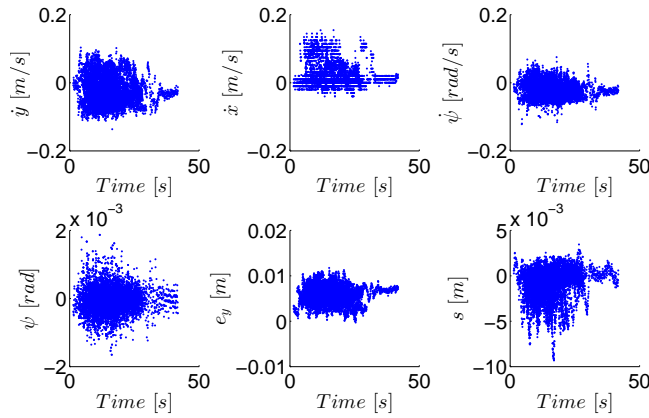 0.2
0
−0.2
ẏ [m/s]
0
50
Time [s]
0.2
0
−0.2
ẋ [m/s]
0
50
Time [s]
0.2
0
−0.2
ψ̇ [rad/s]
0
50
Time [s]
x 10⁻³
2
0
−2
ψ [rad]
0
50
Time [s]
0.02
0.01
0
−0.01
e_y [m]
0
50
Time [s]
x 10⁻³
5
0
−5
−10
s [m]
0
50
Time [s]